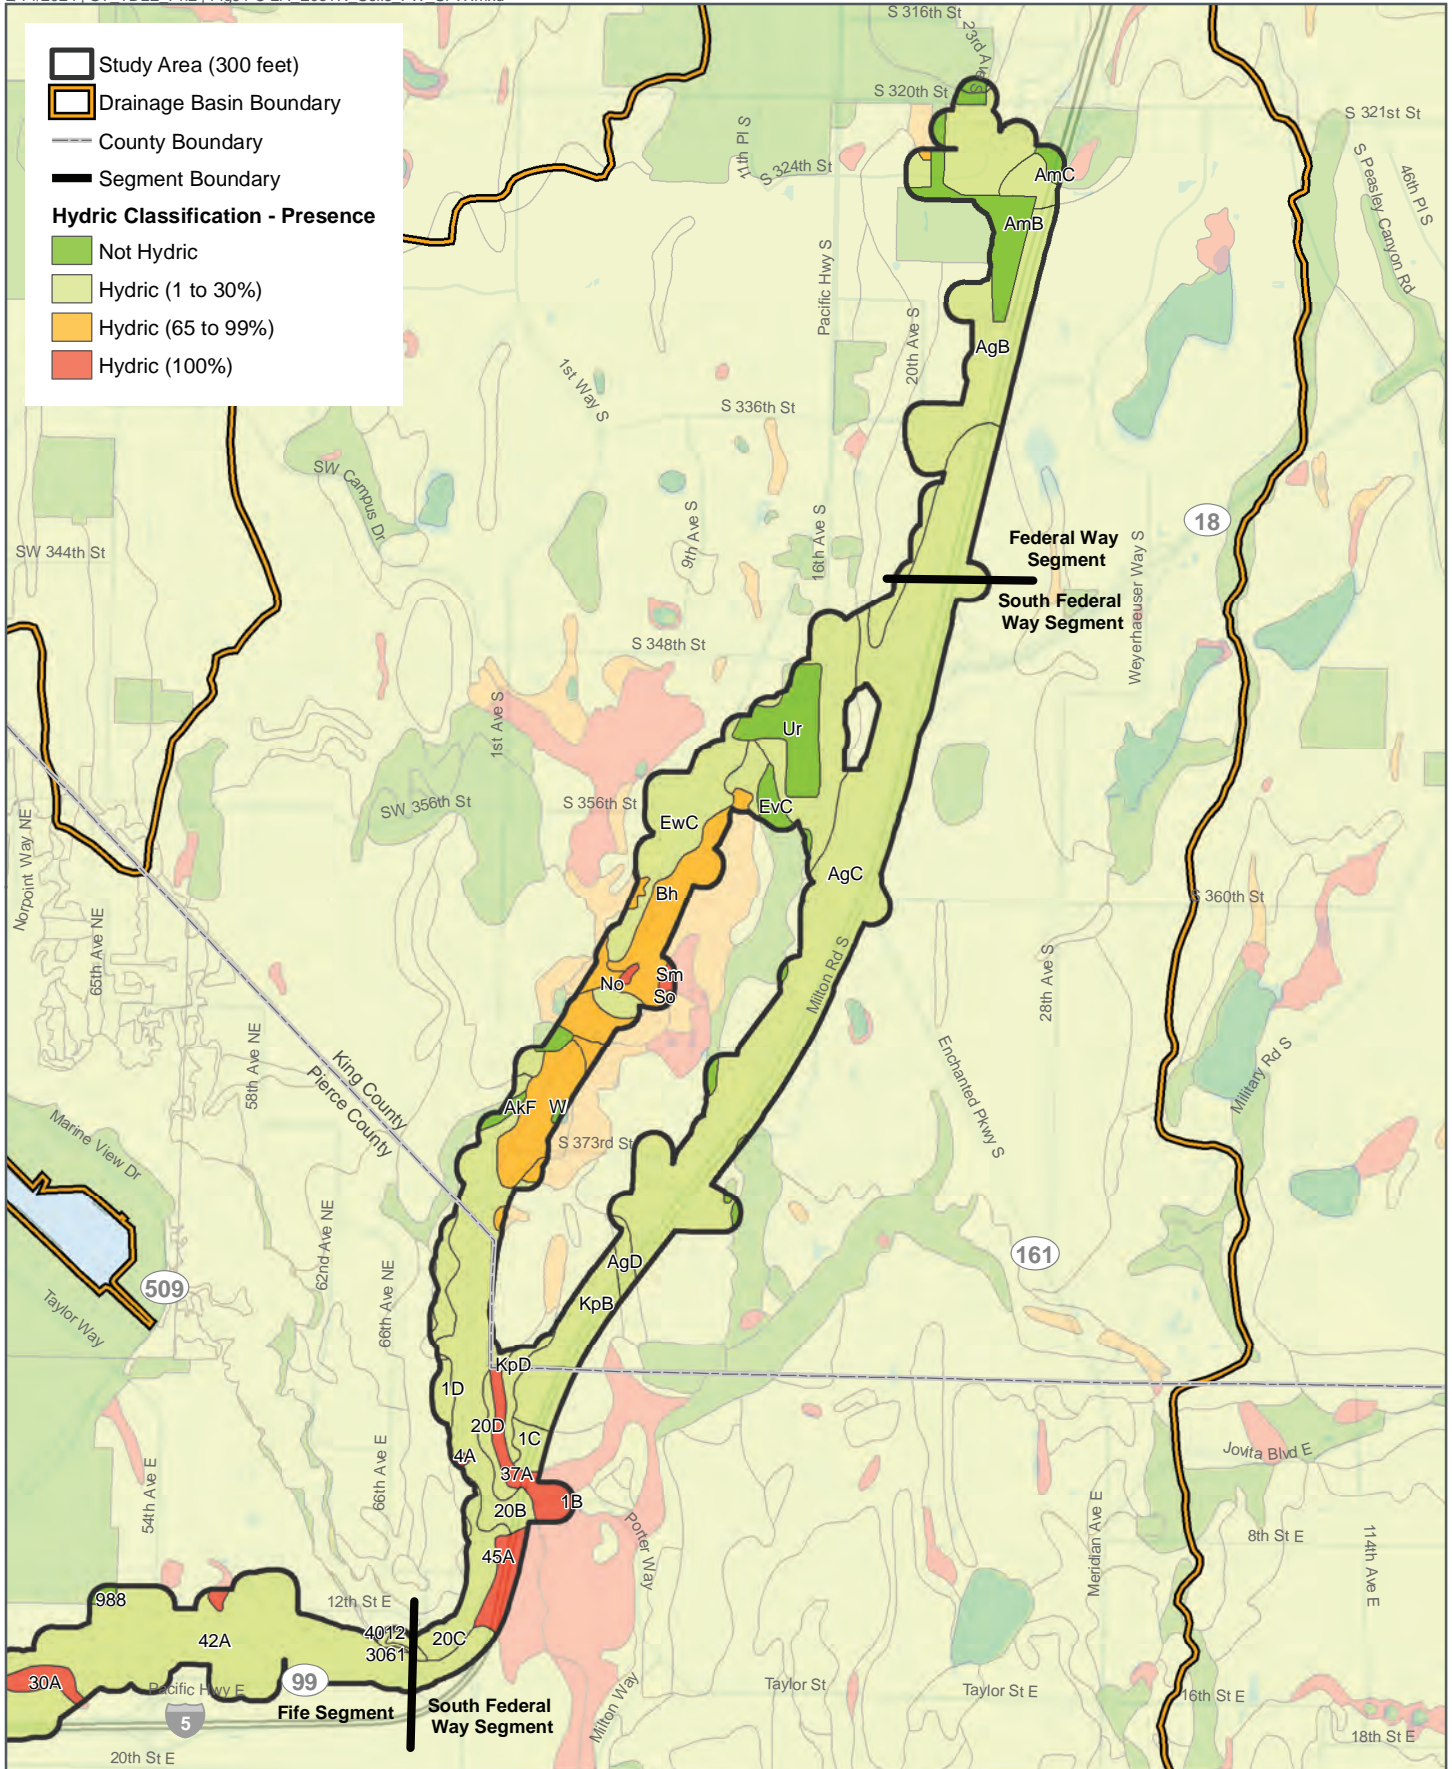 Study Area (300 feet)
Drainage Basin Boundary
County Boundary
Segment Boundary
Hydric Classification - Presence
Not Hydric
Hydric (1 to 30%)
Hydric (65 to 99%)
Hydric (100%)
S 316th St
23rd Ave S
S 320th St
S 321st St
11th Pl S
S 324th St
S Peasley Canyon Rd
46th Pl S
AmC
AmB
Pacific Hwy S
20th Ave S
AgB
1st Way S
S 336th St
SW Campus Dr
9th Ave S
16th Ave S
18
SW 344th St
Federal Way
Segment
South Federal
Way Segment
Weyerhaeuser Way S
S 348th St
1st Ave S
Ur
SW 356th St
S 356th St
EvC
EwC
Norpoint Way NE
AgC
Bh
S 360th St
65th Ave NE
Sm
No
So
Milton Rd S
28th Ave S
58th Ave NE
King County
Pierce County
Enchanted Pkwy S
Military Rd S
AkF
W
Marine View Dr
S 373rd St
62nd Ave NE
161
AgD
509
KpB
Taylor Way
66th Ave NE
KpD
1D
20D
1C
4A
37A
Jovita Blvd E
66th Ave E
54th Ave E
20B
1B
Porter Way
Meridian Ave E
8th St E
114th Ave E
45A
988
12th St E
4012
3061
20C
42A
30A
99
Pacific Hwy E
Taylor St
Taylor St E
16th St E
Fife Segment
South Federal
Way Segment
5
Milton Way
18th St E
20th St E